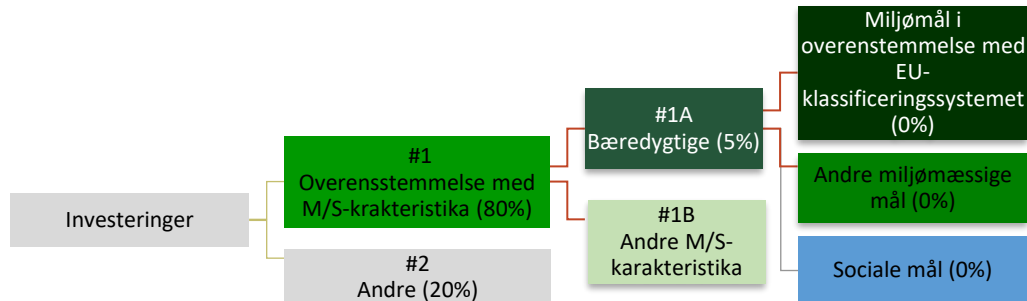 Investeringer
#1
Overensstemmelse med
M/S-krakteristika (80%)
#2
Andre (20%)
#1A
Bæredygtige (5%)
#1B
Andre M/S-
karakteristika
Miljømål i
overenstemmelse med
EU-
klassificeringssystemet
(0%)
Andre miljømæssige
mål (0%)
Sociale mål (0%)